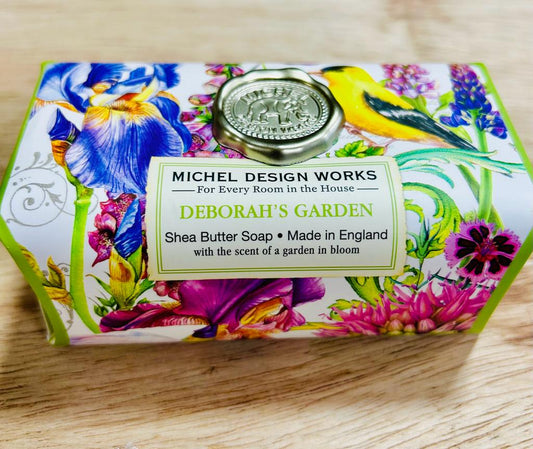 MICHEL DESIGN WORKS
For Every Room in the House
DEBORAH'S GARDEN
Shea Butter Soap • Made in England
with the scent of a garden in bloom